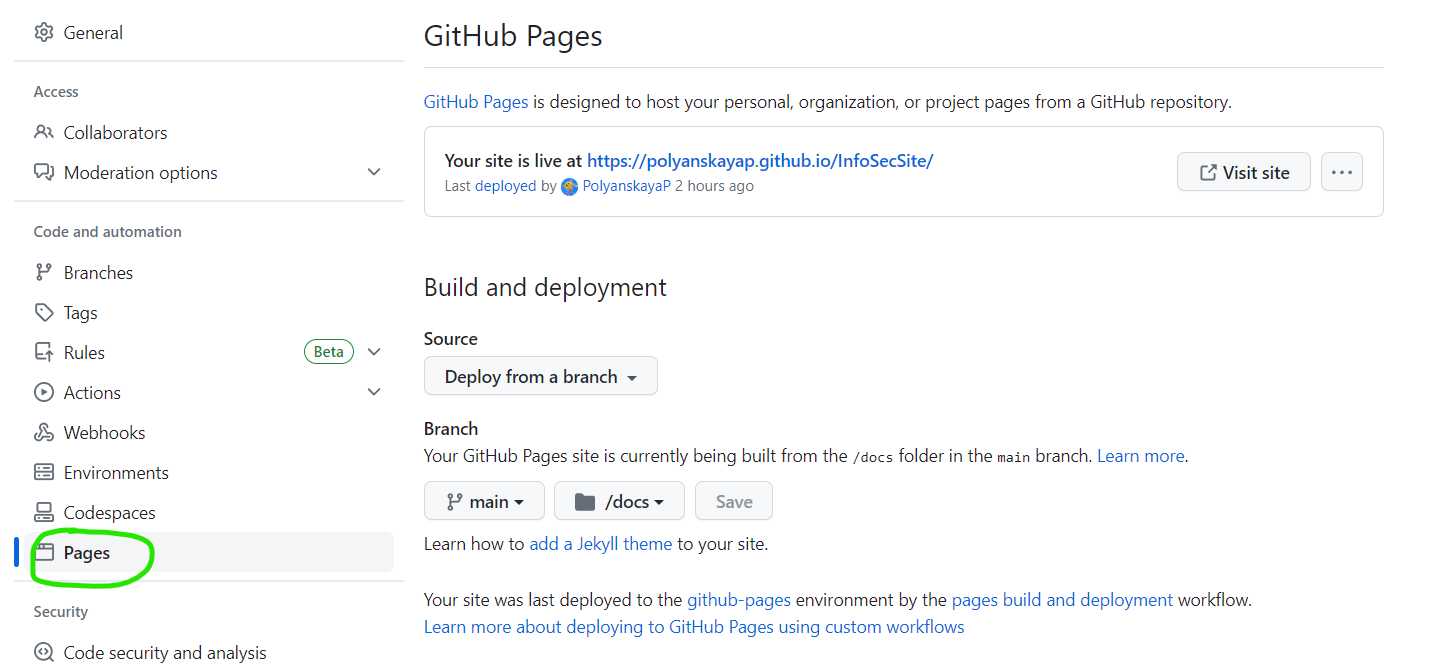 General
Access
Collaborators
Moderation options
Code and automation
Branches
Tags
Rules Beta
Actions
Webhooks
Environments
Codespaces
Pages
Security
Code security and analysis
GitHub Pages
GitHub Pages is designed to host your personal, organization, or project pages from a GitHub repository.
Your site is live at https://polyanskayap.github.io/InfoSecSite/
Last deployed by PolyanskayaP 2 hours ago
Visit site
Build and deployment
Source
Deploy from a branch
Branch
Your GitHub Pages site is currently being built from the /docs folder in the main branch. Learn more.
main /docs Save
Learn how to add a Jekyll theme to your site.
Your site was last deployed to the github-pages environment by the pages build and deployment workflow.
Learn more about deploying to GitHub Pages using custom workflows